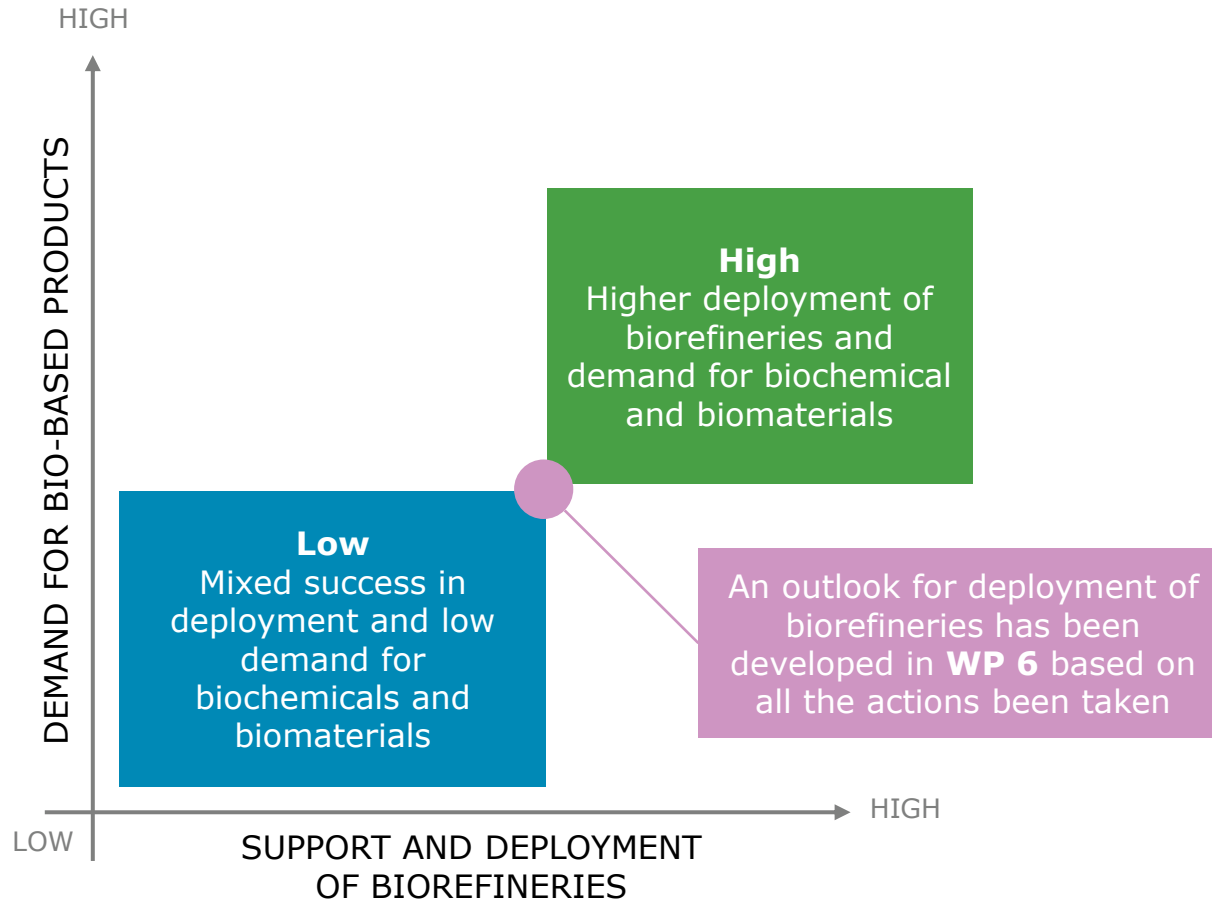 HIGH
DEMAND FOR BIO-BASED PRODUCTS
High
Higher deployment of
biorefineries and
demand for biochemical
and biomaterials
Low
Mixed success in
deployment and low
demand for
biochemicals and
biomaterials
An outlook for deployment of
biorefineries has been
developed in WP 6 based on
all the actions been taken
HIGH
LOW
SUPPORT AND DEPLOYMENT
OF BIOREFINERIES